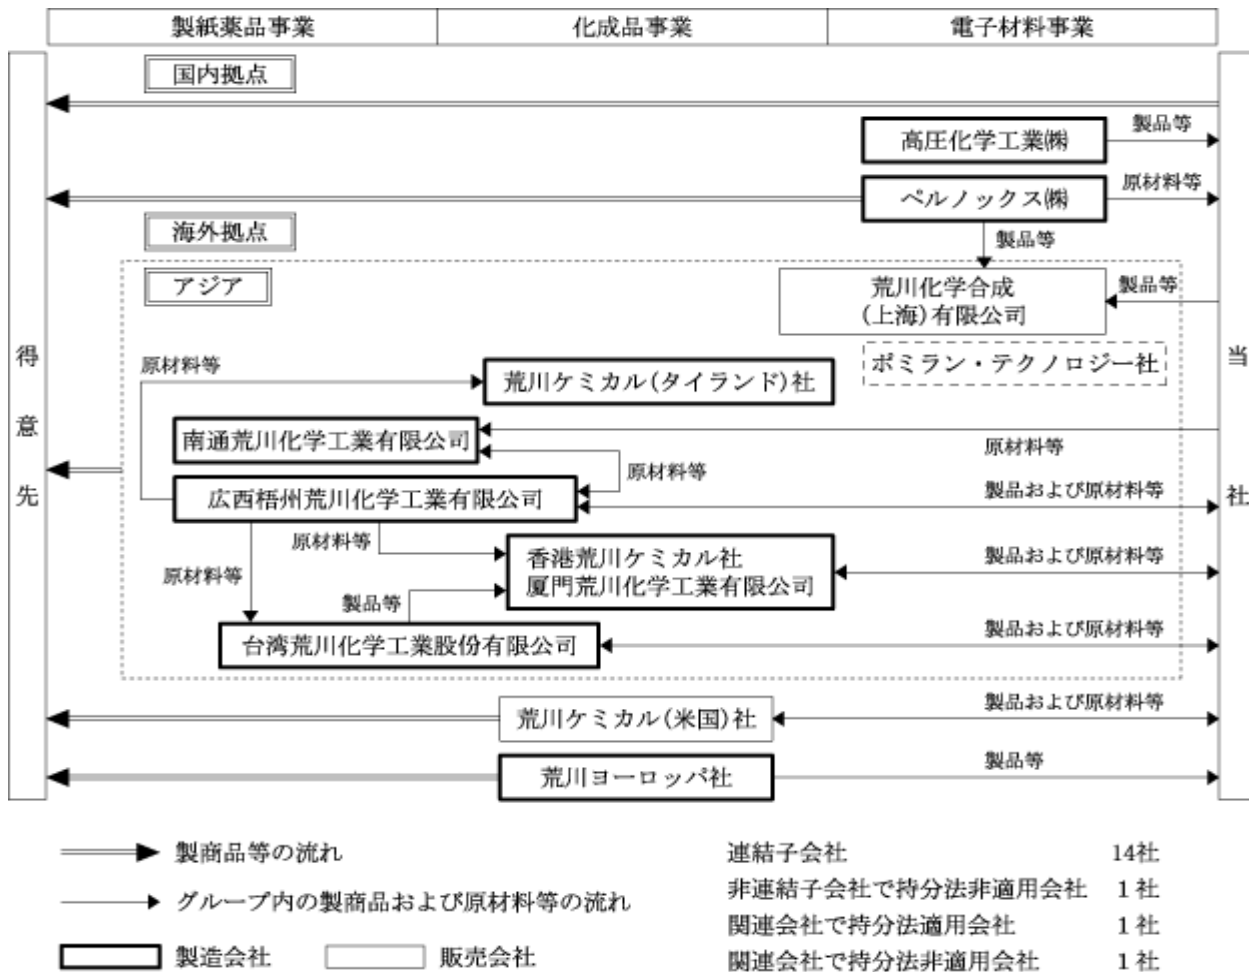 製紙薬品事業
化成品事業
電子材料事業
国内拠点
製品等
高圧化学工業㈱
原材料等
ペルノックス㈱
海外拠点
製品等
アジア
荒川化学合成
(上海)有限公司
製品等
ポミラン・テクノロジー社
得意先
当社
原材料等
荒川ケミカル(タイランド)社
南通荒川化学工業有限公司
原材料等
原材料等
広西梧州荒川化学工業有限公司
製品および原材料等
原材料等
香港荒川ケミカル社
厦門荒川化学工業有限公司
製品および原材料等
原材料等
製品等
台湾荒川化学工業股份有限公司
製品および原材料等
荒川ケミカル(米国)社
製品および原材料等
荒川ヨーロッパ社
製品等
製商品等の流れ
グループ内の製商品および原材料等の流れ
製造会社
販売会社
連結子会社 14社
非連結子会社で持分法非適用会社 1社
関連会社で持分法適用会社 1社
関連会社で持分法非適用会社 1社